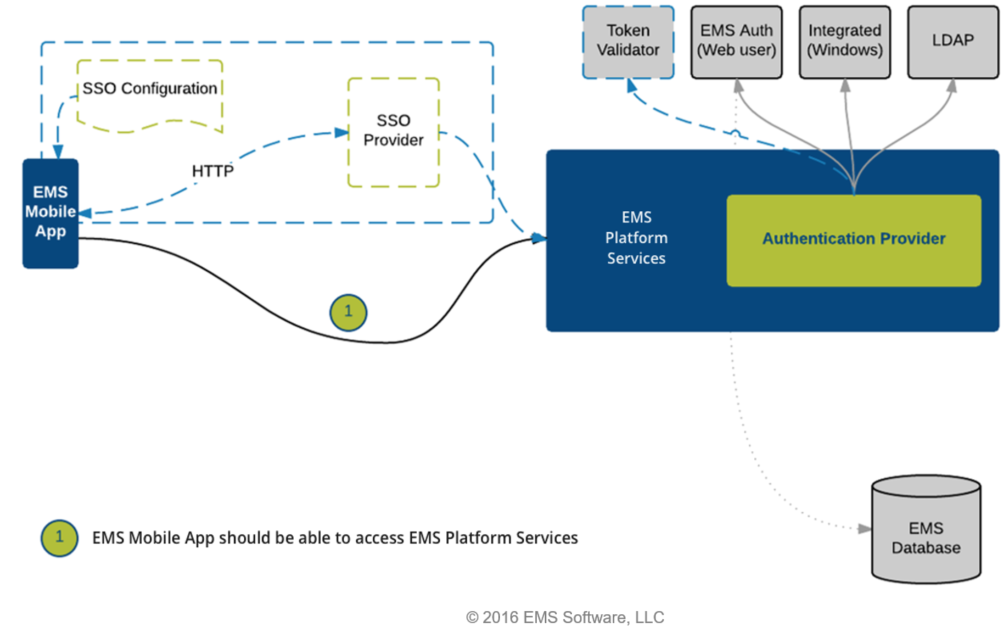 Token
Validator
EMS Auth
(Web user)
Integrated
(Windows)
LDAP
SSO Configuration
SSO
Provider
HTTP
EMS
Mobile
App
EMS
Platform
Services
Authentication Provider
1
EMS
Database
1 EMS Mobile App should be able to access EMS Platform Services
© 2016 EMS Software, LLC